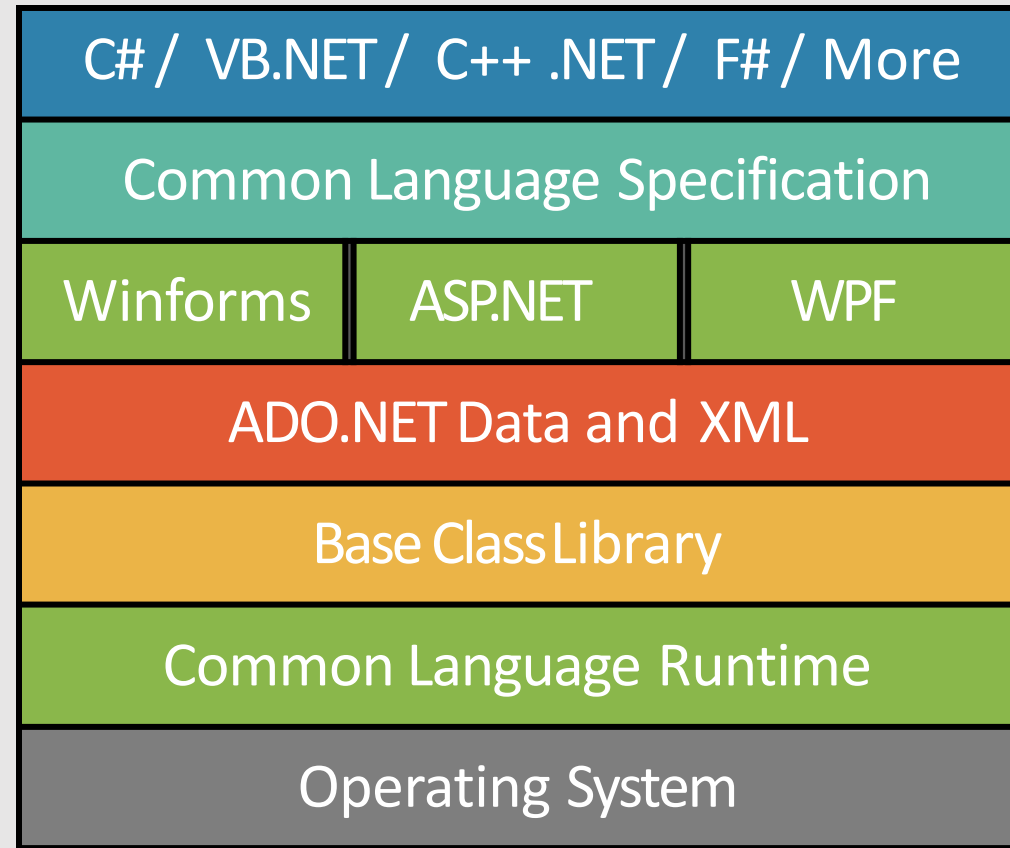 C# / VB.NET / C++ .NET / F# / More
Common Language Specification
Winforms ASP.NET WPF
ADO.NET Data and XML
Base Class Library
Common Language Runtime
Operating System